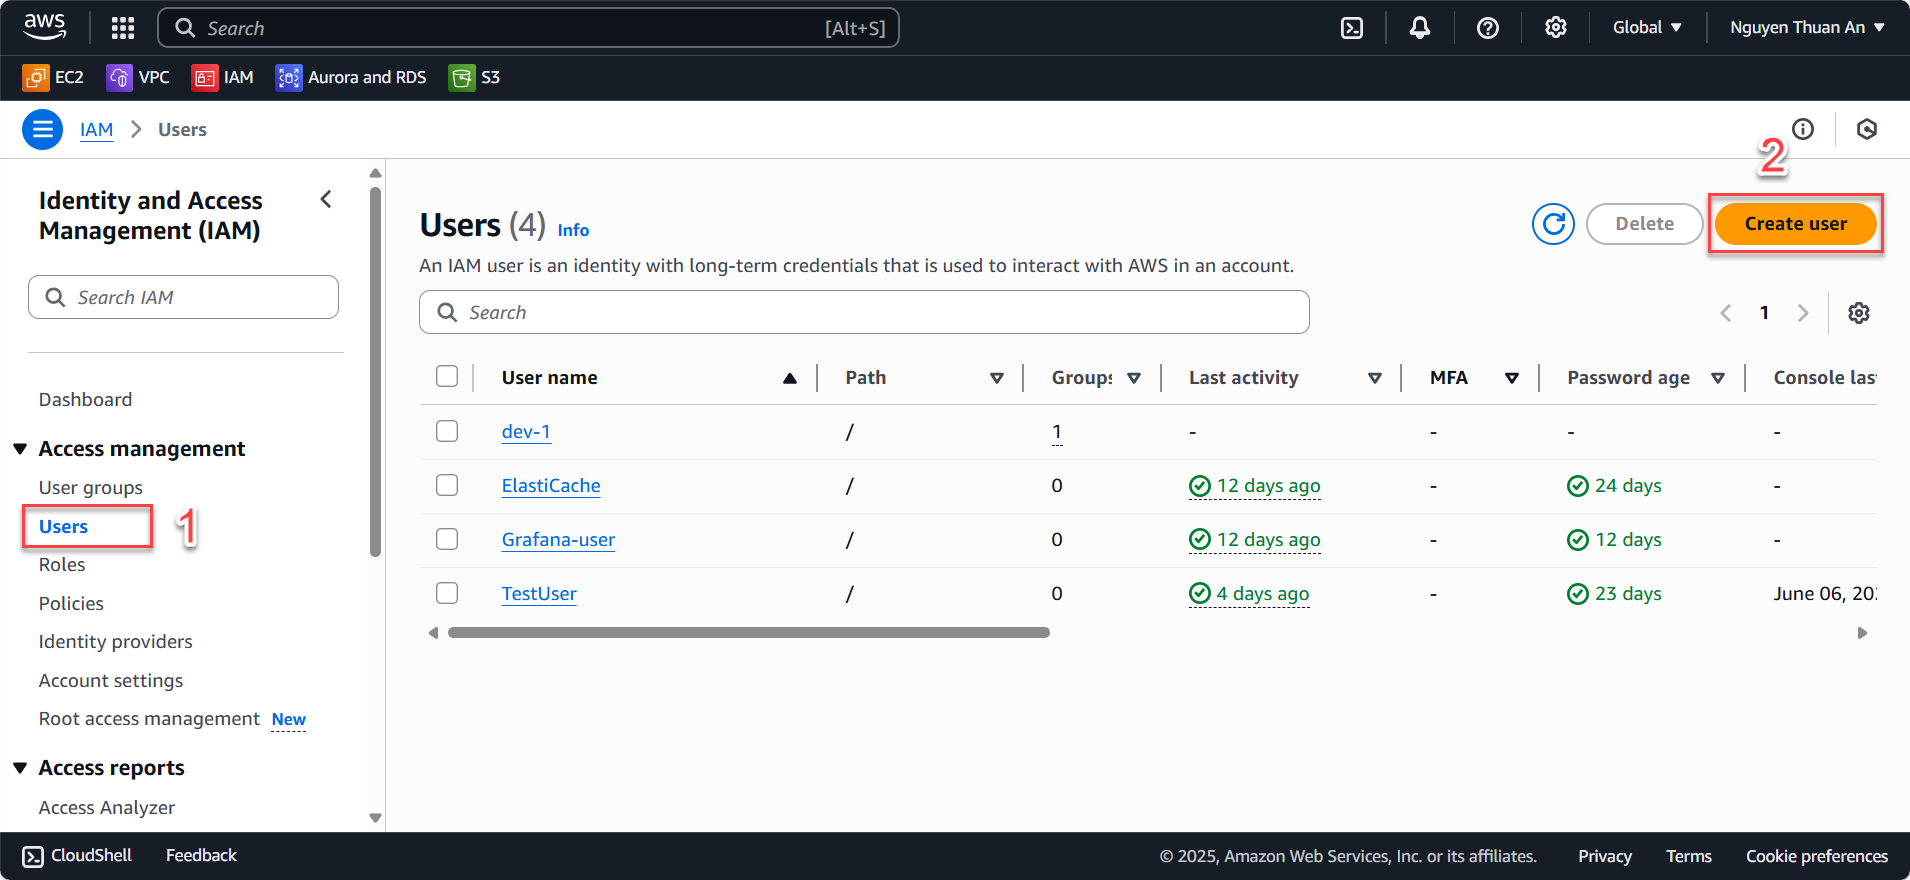 aws
Search [Alt+S] Global Nguyen Thuan An
EC2 VPC IAM Aurora and RDS S3
IAM Users
2
Identity and Access
Management (IAM)
Search IAM
Dashboard
Access management
User groups
Users 1
Roles
Policies
Identity providers
Account settings
Root access management New
Access reports
Access Analyzer
Users (4) Info Delete Create user
An IAM user is an identity with long-term credentials that is used to interact with AWS in an account.
Search 1
User name Path Groups Last activity MFA Password age Console las
dev-1 / 1 - - - -
ElastiCache / 0 12 days ago - 24 days -
Grafana-user / 0 12 days ago - 12 days -
TestUser / 0 4 days ago - 23 days June 06, 202
CloudShell Feedback © 2025, Amazon Web Services, Inc. or its affiliates. Privacy Terms Cookie preferences